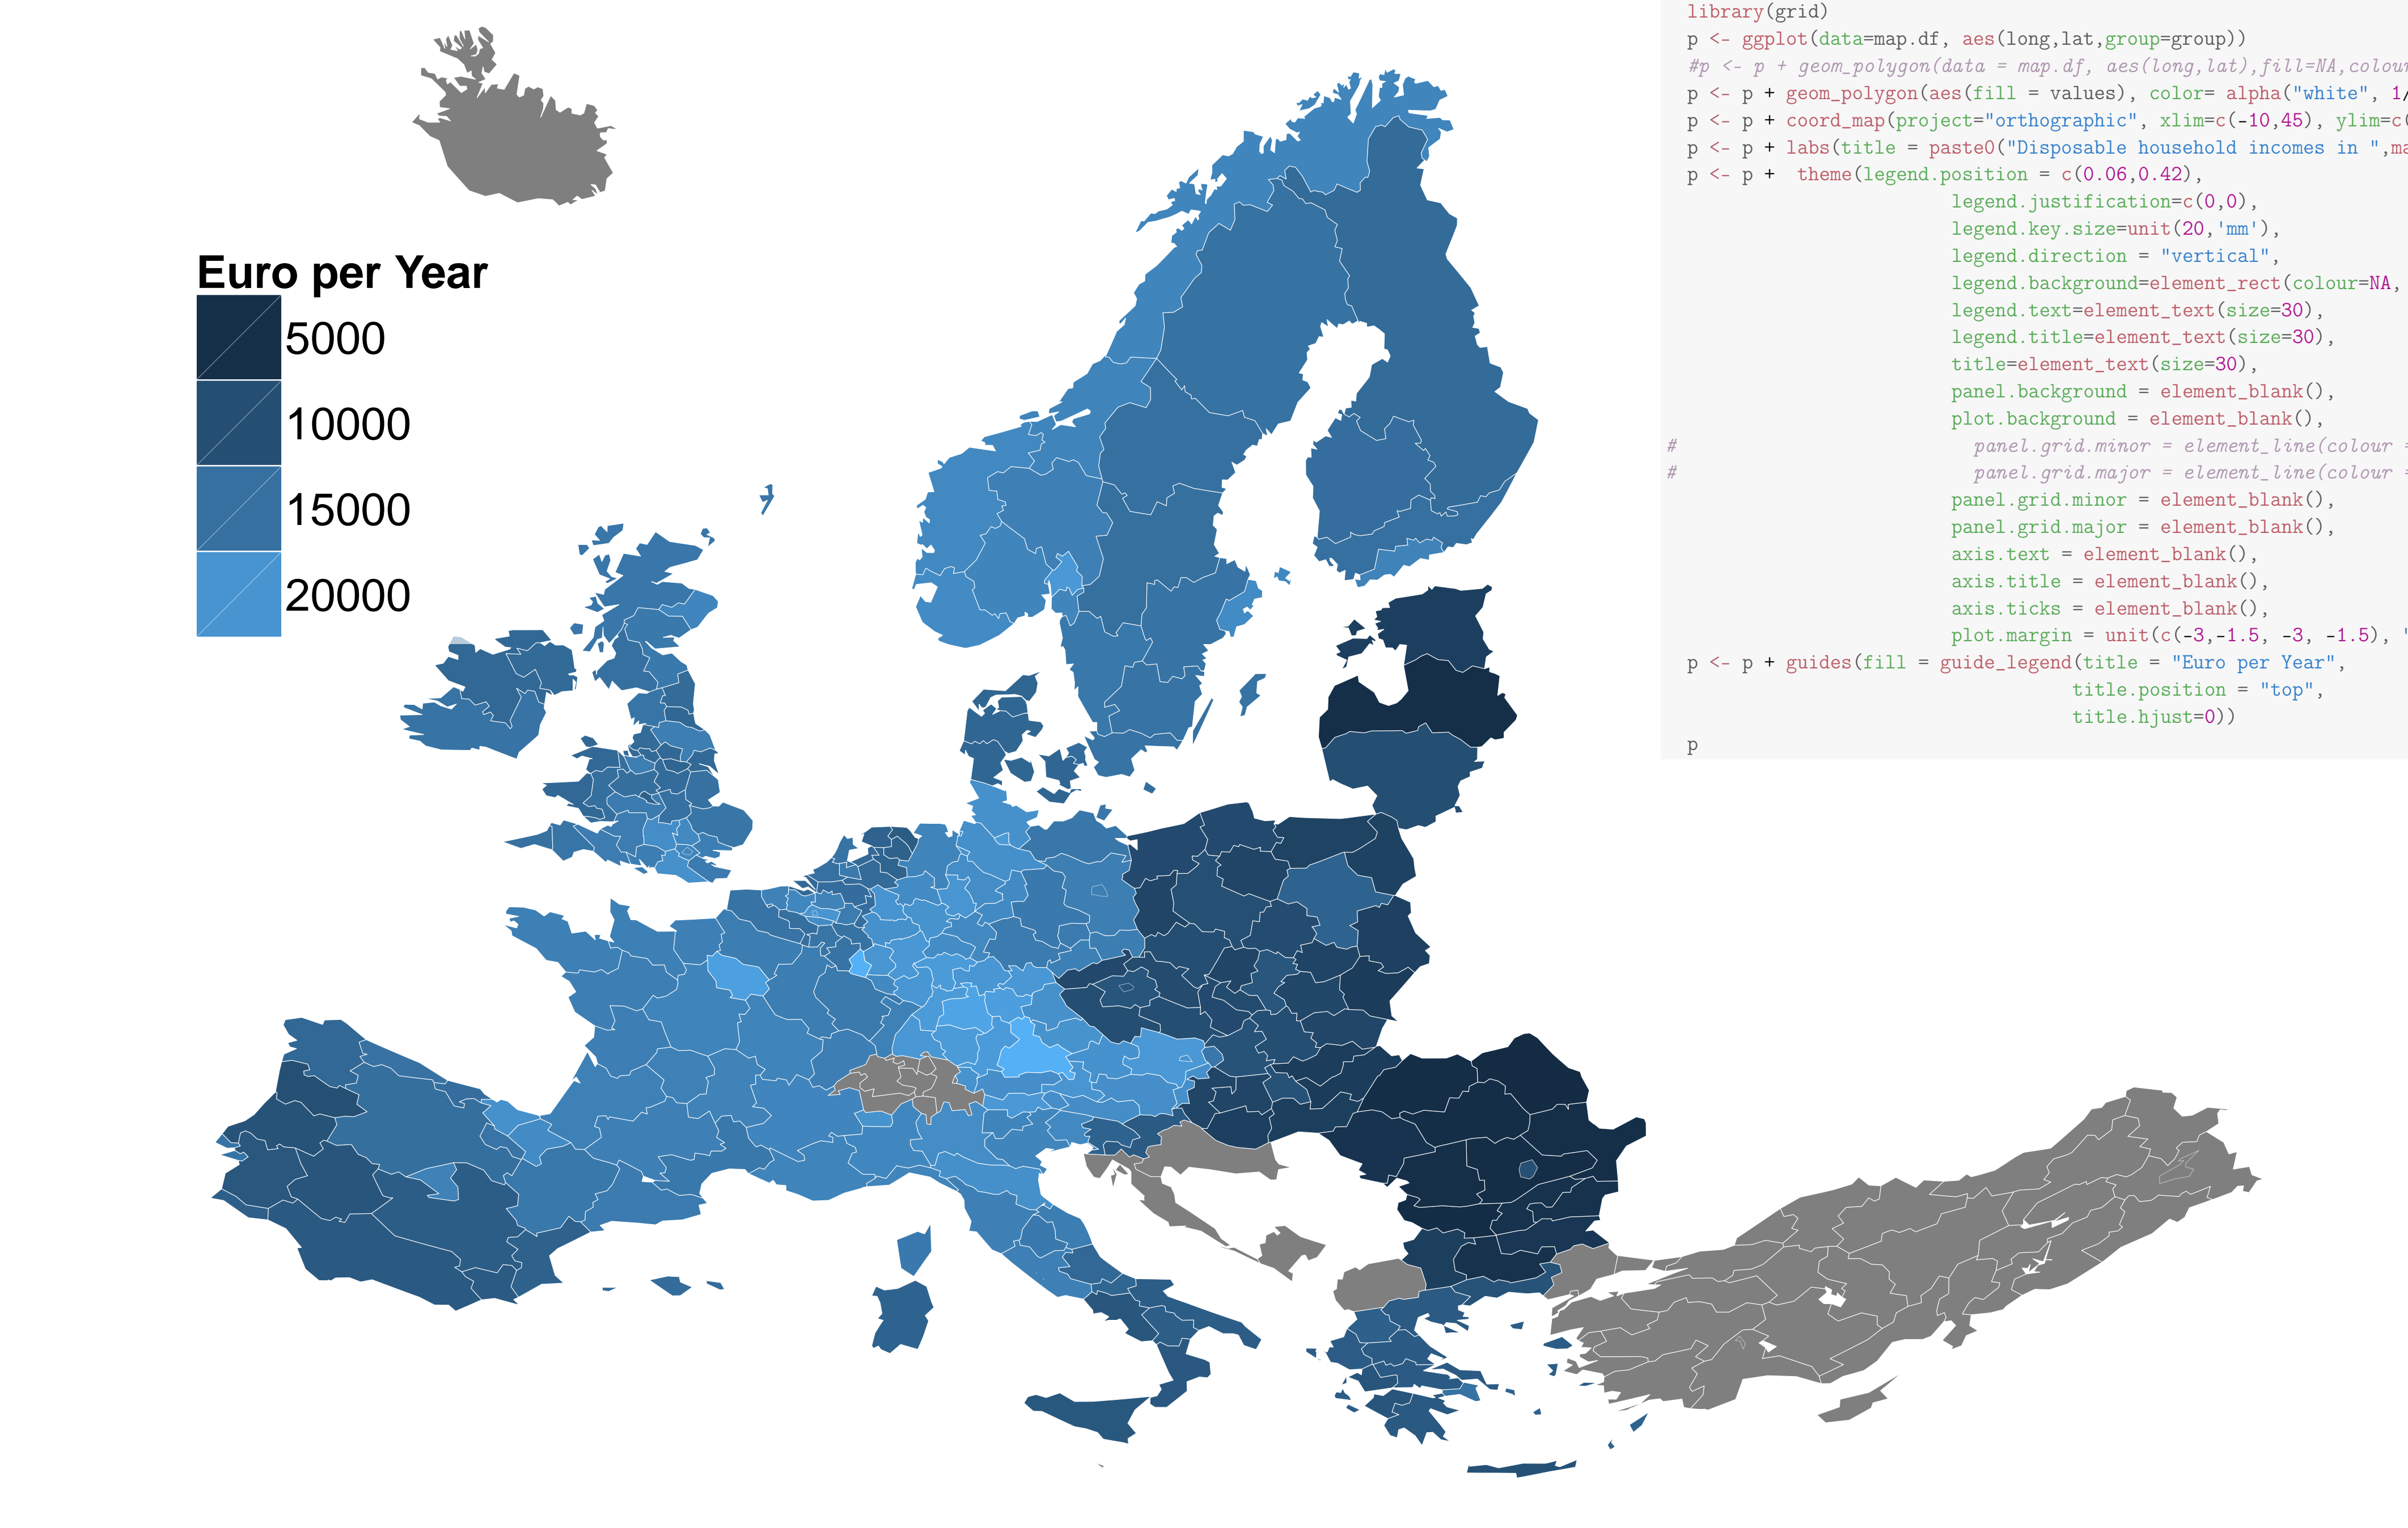 Euro per Year
5000
10000
15000
20000
library(grid)
p <- ggplot(data=map.df, aes(long,lat,group=group))
#p <- p + geom_polygon(data = map.df, aes(long,lat),fill=NA,colour
p <- p + geom_polygon(aes(fill = values), color= alpha("white", 1/
p <- p + coord_map(project="orthographic", xlim=c(-10,45), ylim=c(
p <- p + labs(title = paste0("Disposable household incomes in ",ma
p <- p +  theme(legend.position = c(0.06,0.42),
legend.justification=c(0,0),
legend.key.size=unit(20,'mm'),
legend.direction = "vertical",
legend.background=element_rect(colour=NA,
legend.text=element_text(size=30),
legend.title=element_text(size=30),
title=element_text(size=30),
panel.background = element_blank(),
plot.background = element_blank(),
# panel.grid.minor = element_line(colour =
# panel.grid.major = element_line(colour =
panel.grid.minor = element_blank(),
panel.grid.major = element_blank(),
axis.text = element_blank(),
axis.title = element_blank(),
axis.ticks = element_blank(),
plot.margin = unit(c(-3,-1.5, -3, -1.5), "
p <- p + guides(fill = guide_legend(title = "Euro per Year",
title.position = "top",
title.hjust=0))
p